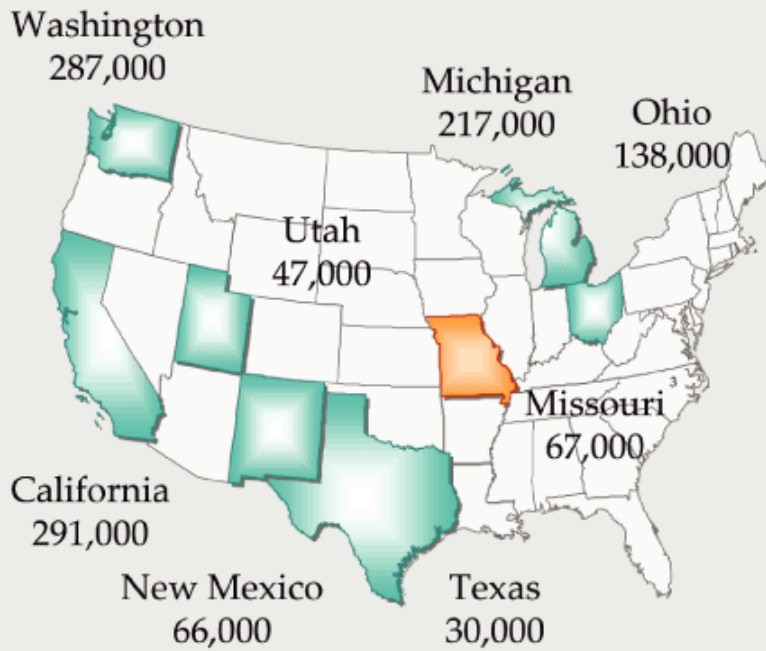 Washington
287,000
Michigan
217,000
Ohio
138,000
Utah
47,000
3
Missouri
67,000
California
291,000
New Mexico
66,000
Texas
30,000